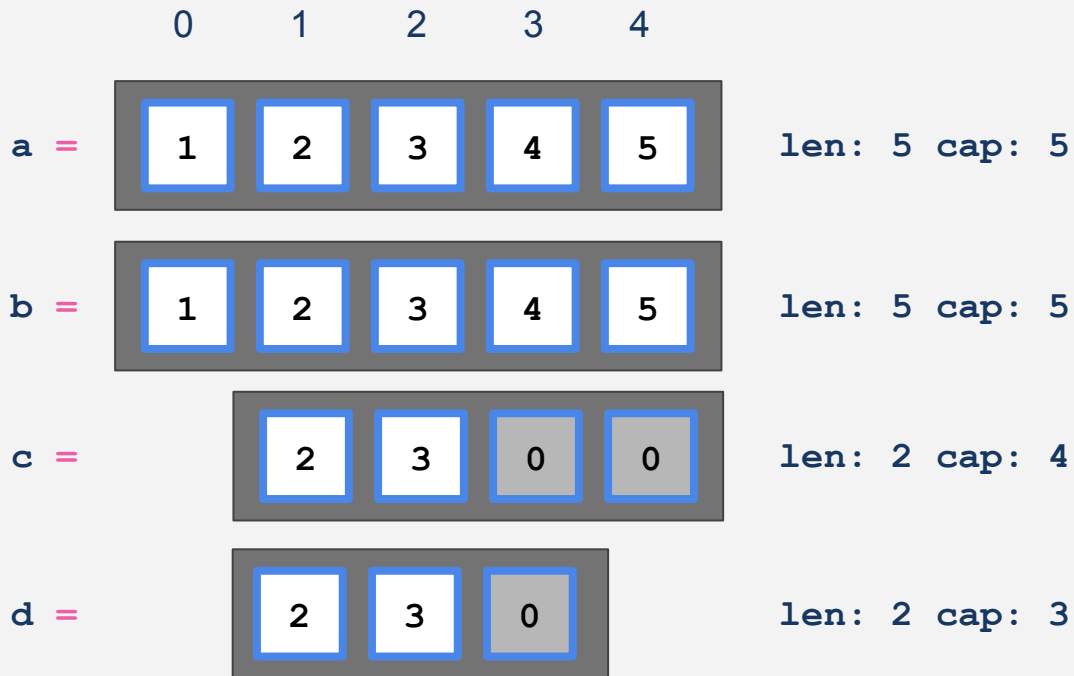 0 1 2 3 4
a = 1 2 3 4 5 len: 5 cap: 5
b = 1 2 3 4 5 len: 5 cap: 5
c = 2 3 0 0 len: 2 cap: 4
d = 2 3 0 len: 2 cap: 3